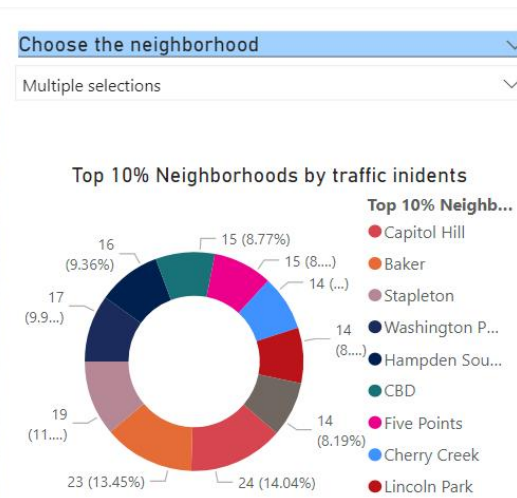 Choose the neighborhood
Multiple selections
Top 10% Neighborhoods by traffic inidents
Top 10% Neighb...
Capitol Hill
Baker
Stapleton
Washington P...
Hampden Sou...
CBD
Five Points
Cherry Creek
Lincoln Park
15 (8.77%)
15 (8....)
14 (...)
14
(8....)
14
(8.19%)
24 (14.04%)
23 (13.45%)
19
(11....)
17
(9.9...)
16
(9.36%)